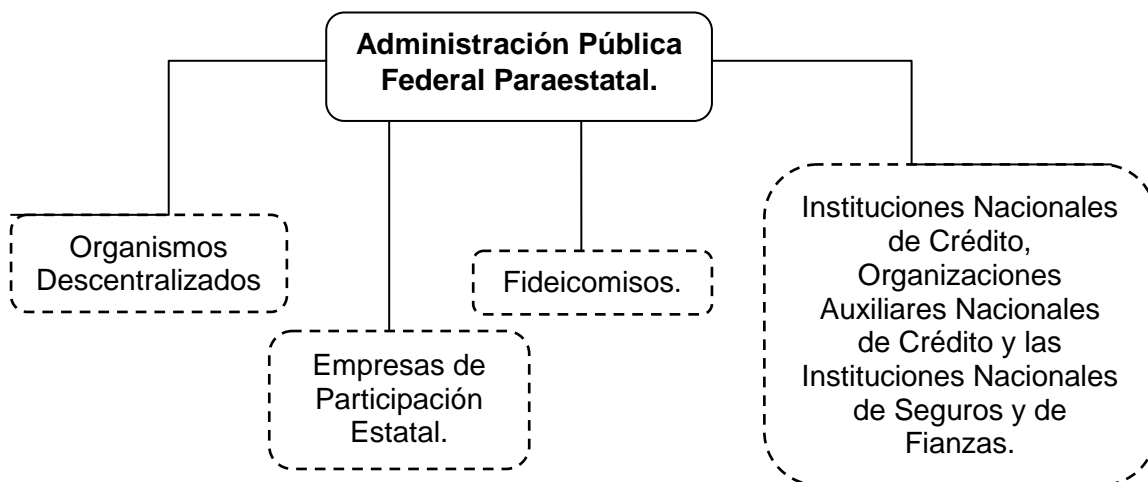 Administración Pública
Federal Paraestatal.
Organismos
Descentralizados
Empresas de
Participación
Estatal.
Fideicomisos.
Instituciones Nacionales
de Crédito,
Organizaciones
Auxiliares Nacionales
de Crédito y las
Instituciones Nacionales
de Seguros y de
Fianzas.